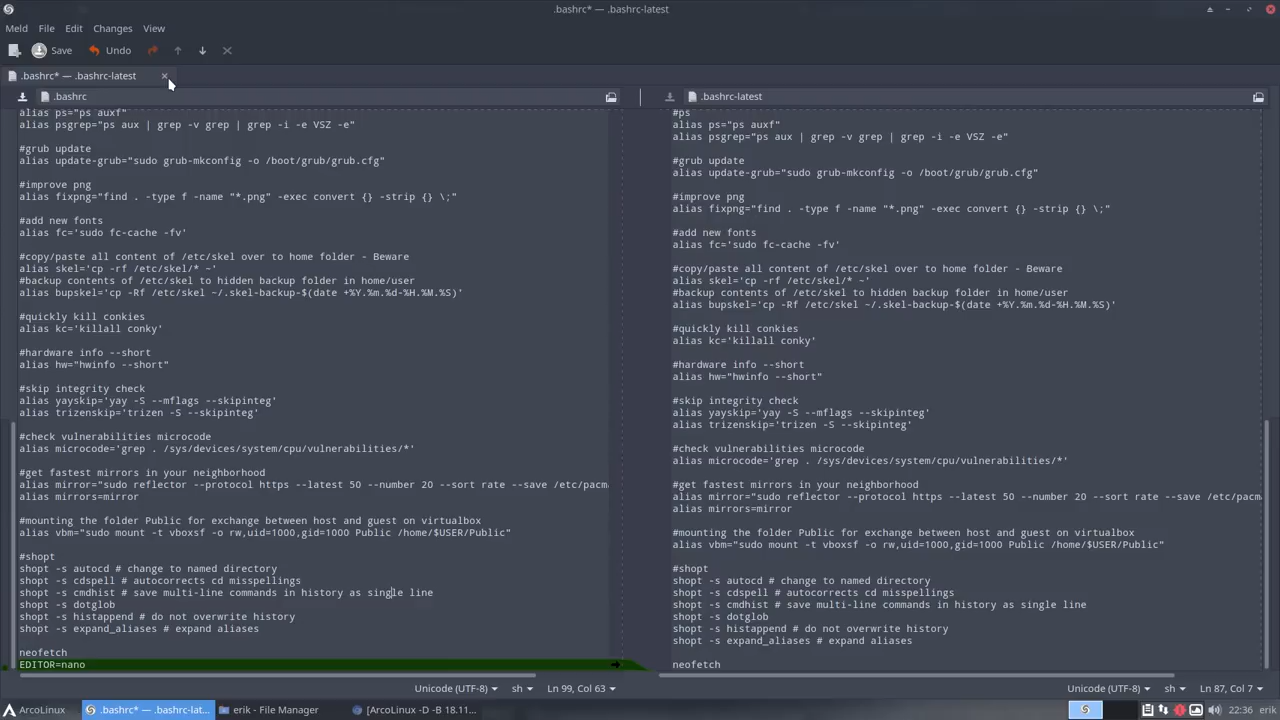 .bashrc* — .bashrc-latest
Meld File Edit Changes View
Save Undo
.bashrc* — .bashrc-latest
.bashrc
alias ps="ps auxf"
alias psgrep="ps aux | grep -v grep | grep -i -e VSZ -e"
#grub update
alias update-grub="sudo grub-mkconfig -o /boot/grub/grub.cfg"
#improve png
alias fixpng="find . -type f -name "*.png" -exec convert {} -strip {} \;"
#add new fonts
alias fc='sudo fc-cache -fv'
#copy/paste all content of /etc/skel over to home folder - Beware
alias skel='cp -rf /etc/skel/* ~'
#backup contents of /etc/skel to hidden backup folder in home/user
alias bupskel='cp -Rf /etc/skel ~/.skel-backup-$(date +%Y.%m.%d-%H.%M.%S)'
#quickly kill conkies
alias kc='killall conky'
#hardware info --short
alias hw="hwinfo --short"
#skip integrity check
alias yayskip='yay -S --mflags --skipinteg'
alias trizenskip='trizen -S --skipinteg'
#check vulnerabilities microcode
alias microcode='grep . /sys/devices/system/cpu/vulnerabilities/*'
#get fastest mirrors in your neighborhood
alias mirror="sudo reflector --protocol https --latest 50 --number 20 --sort rate --save /etc/pacm
alias mirrors=mirror
#mounting the folder Public for exchange between host and guest on virtualbox
alias vbm="sudo mount -t vboxsf -o rw,uid=1000,gid=1000 Public /home/$USER/Public"
#shopt
shopt -s autocd # change to named directory
shopt -s cdspell # autocorrects cd misspellings
shopt -s cmdhist # save multi-line commands in history as single line
shopt -s dotglob
shopt -s histappend # do not overwrite history
shopt -s expand_aliases # expand aliases
neofetch
EDITOR=nano
Unicode (UTF-8) sh Ln 99, Col 63
.bashrc-latest
#ps
alias ps="ps auxf"
alias psgrep="ps aux | grep -v grep | grep -i -e VSZ -e"
#grub update
alias update-grub="sudo grub-mkconfig -o /boot/grub/grub.cfg"
#improve png
alias fixpng="find . -type f -name "*.png" -exec convert {} -strip {} \;"
#add new fonts
alias fc='sudo fc-cache -fv'
#copy/paste all content of /etc/skel over to home folder - Beware
alias skel='cp -rf /etc/skel/* ~'
#backup contents of /etc/skel to hidden backup folder in home/user
alias bupskel='cp -Rf /etc/skel ~/.skel-backup-$(date +%Y.%m.%d-%H.%M.%S)'
#quickly kill conkies
alias kc='killall conky'
#hardware info --short
alias hw="hwinfo --short"
#skip integrity check
alias yayskip='yay -S --mflags --skipinteg'
alias trizenskip='trizen -S --skipinteg'
#check vulnerabilities microcode
alias microcode='grep . /sys/devices/system/cpu/vulnerabilities/*'
#get fastest mirrors in your neighborhood
alias mirror="sudo reflector --protocol https --latest 50 --number 20 --sort rate --save /etc/pacm
alias mirrors=mirror
#mounting the folder Public for exchange between host and guest on virtualbox
alias vbm="sudo mount -t vboxsf -o rw,uid=1000,gid=1000 Public /home/$USER/Public"
#shopt
shopt -s autocd # change to named directory
shopt -s cdspell # autocorrects cd misspellings
shopt -s cmdhist # save multi-line commands in history as single line
shopt -s dotglob
shopt -s histappend # do not overwrite history
shopt -s expand_aliases # expand aliases
neofetch
Unicode (UTF-8) sh Ln 87, Col 7
ArcoLinux .bashrc* — .bashrc-lat... erik - File Manager [ArcoLinux -D -B 18.11... 22:36 erik